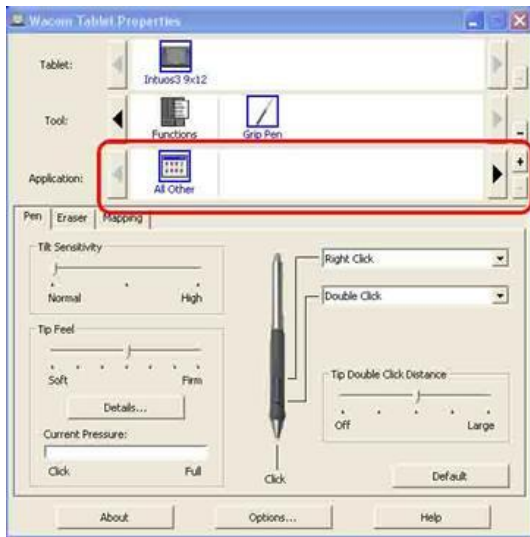 Wacom Tablet Properties
Tablet:
Intuos3 9x12
Tool:
Functions
Grip Pen
Application:
All Other
Pen
Eraser
Mapping
Tilt Sensitivity
Normal
High
Right Click
Double Click
Tip Feel
Soft
Firm
Details...
Tip Double Click Distance
Off
Large
Current Pressure:
Click
Full
Click
Default
About
Options...
Help